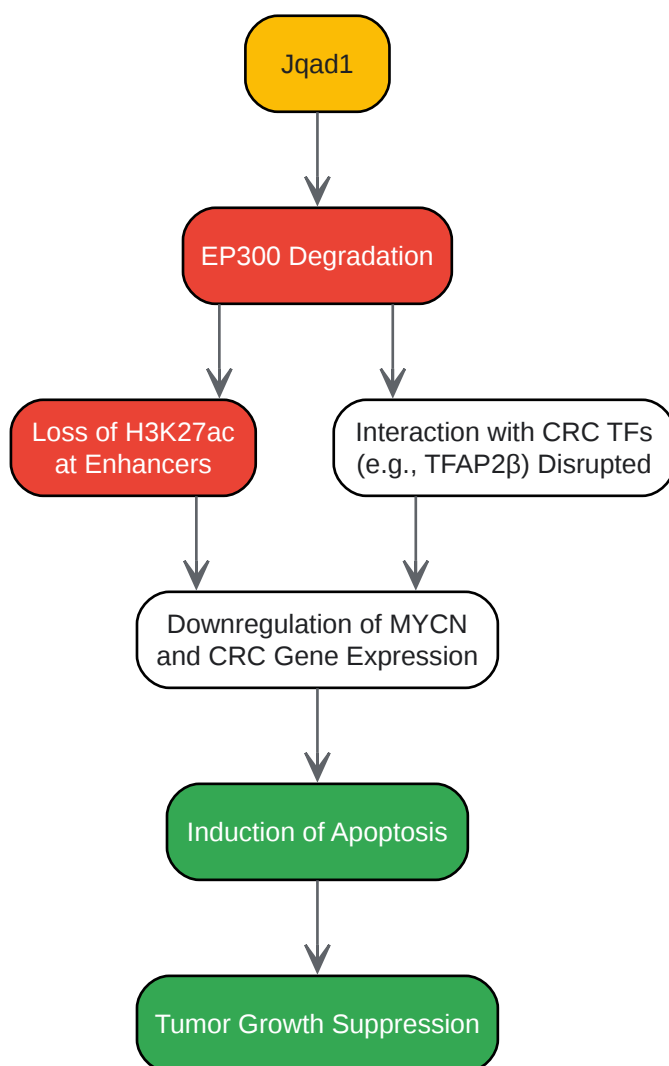 Jqad1
EP300 Degradation
Loss of H3K27ac
at Enhancers
Interaction with CRC TFs
(e.g., TFAP2β) Disrupted
Downregulation of MYCN
and CRC Gene Expression
Induction of Apoptosis
Tumor Growth Suppression